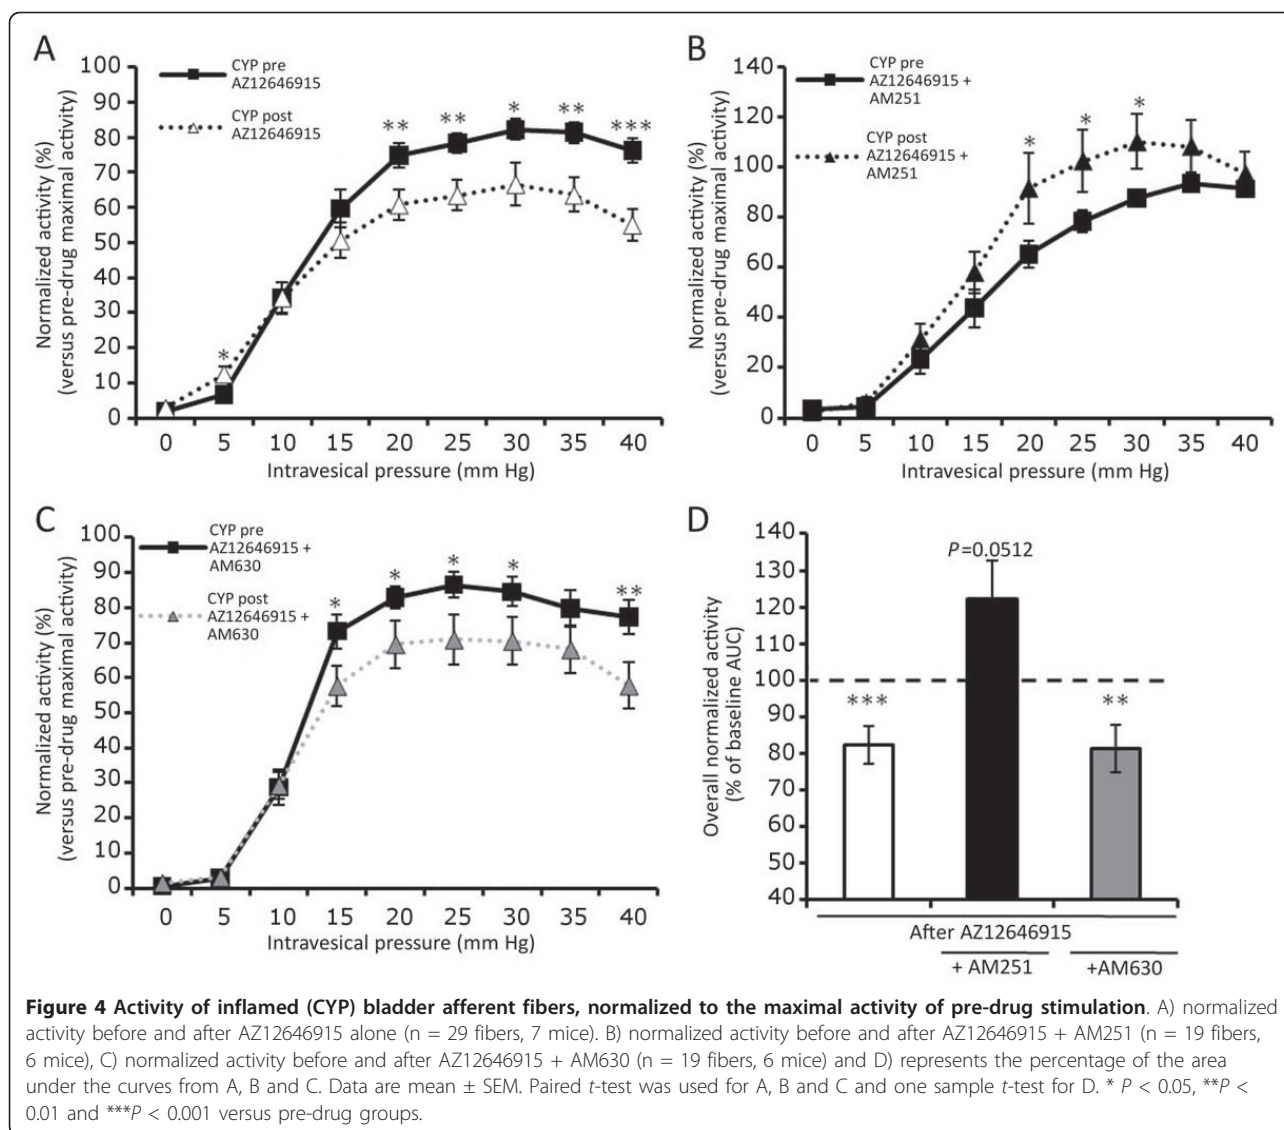 A
CYP pre
AZ12646915
CYP post
AZ12646915
Normalized activity (%)
(versus pre-drug maximal activity)
100
90
80
70
60
50
40
30
20
10
0
*
**
**
*
**
***
0 5 10 15 20 25 30 35 40
Intravesical pressure (mm Hg)
B
CYP pre
AZ12646915 +
AM251
CYP post
AZ12646915 +
AM251
Normalized activity (%)
(versus pre-drug maximal activity)
140
120
100
80
60
40
20
0
*
*
*
0 5 10 15 20 25 30 35 40
Intravesical pressure (mm Hg)
C
CYP pre
AZ12646915 +
AM630
CYP post
AZ12646915 +
AM630
Normalized activity (%)
(versus pre-drug maximal activity)
100
90
80
70
60
50
40
30
20
10
0
*
*
*
*
**
0 5 10 15 20 25 30 35 40
Intravesical pressure (mm Hg)
D
Overall normalized activity
(% of baseline AUC)
140
130
120
110
100
90
80
70
60
50
40
P=0.0512
***
**
After AZ12646915
+ AM251
+AM630
Figure 4 Activity of inflamed (CYP) bladder afferent fibers, normalized to the maximal activity of pre-drug stimulation. A) normalized
activity before and after AZ12646915 alone (n = 29 fibers, 7 mice). B) normalized activity before and after AZ12646915 + AM251 (n = 19 fibers,
6 mice), C) normalized activity before and after AZ12646915 + AM630 (n = 19 fibers, 6 mice) and D) represents the percentage of the area
under the curves from A, B and C. Data are mean ± SEM. Paired t-test was used for A, B and C and one sample t-test for D. * P < 0.05, **P <
0.01 and ***P < 0.001 versus pre-drug groups.